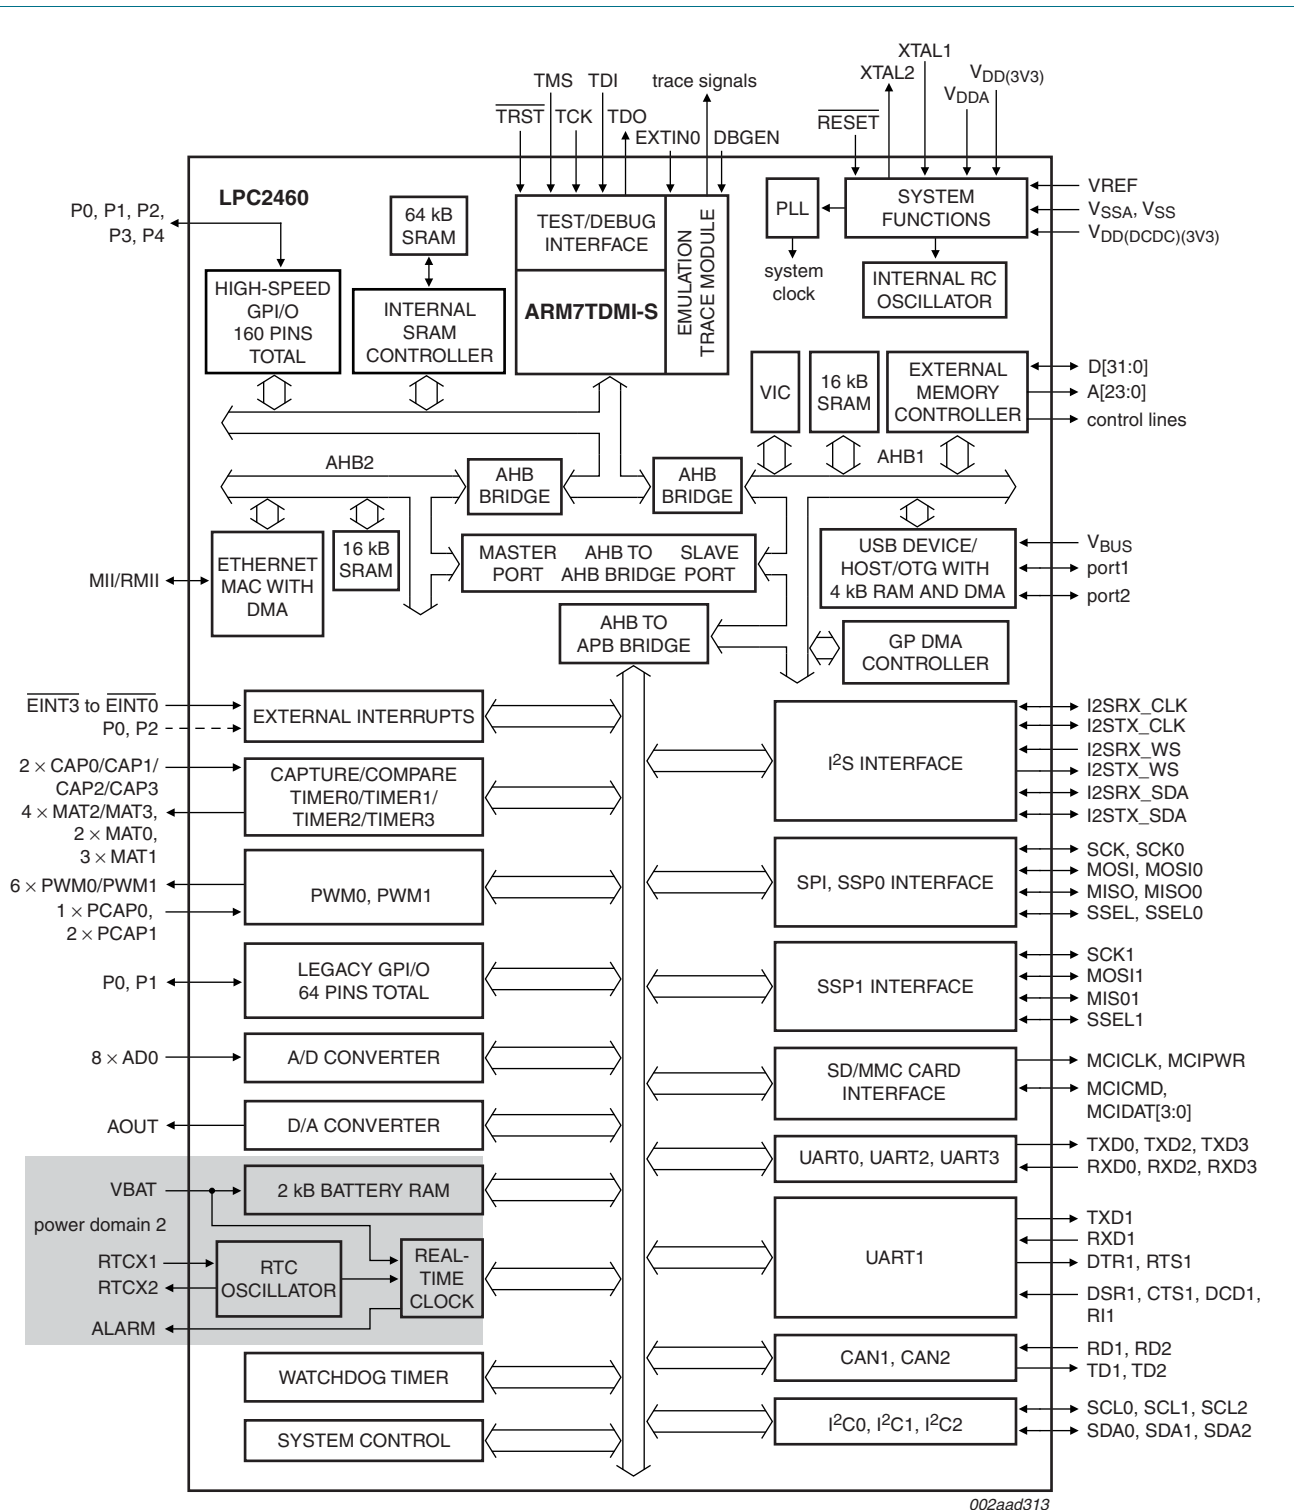 XTAL1
XTAL2
VDD(3V3)
VDDA
RESET
TMS TDI
trace signals
TRST TCK TDO
EXTIN0 DBGEN
LPC2460
P0, P1, P2,
P3, P4
64 kB
SRAM
TEST/DEBUG
INTERFACE
EMULATION
TRACE MODULE
ARM7TDMI-S
PLL
system
clock
SYSTEM
FUNCTIONS
VREF
VSSA, VSS
VDD(DCDC)(3V3)
INTERNAL RC
OSCILLATOR
HIGH-SPEED
GPI/O
160 PINS
TOTAL
INTERNAL
SRAM
CONTROLLER
VIC
16 kB
SRAM
EXTERNAL
MEMORY
CONTROLLER
D[31:0]
A[23:0]
control lines
AHB2
AHB
BRIDGE
AHB
BRIDGE
AHB1
ETHERNET
MAC WITH
DMA
MII/RMII
16 kB
SRAM
MASTER
PORT
AHB TO
AHB BRIDGE
SLAVE
PORT
USB DEVICE/
HOST/OTG WITH
4 kB RAM AND DMA
VBUS
port1
port2
AHB TO
APB BRIDGE
GP DMA
CONTROLLER
EINT3 to EINT0
P0, P2
EXTERNAL INTERRUPTS
2 × CAP0/CAP1/
CAP2/CAP3
4 × MAT2/MAT3,
2 × MAT0,
3 × MAT1
CAPTURE/COMPARE
TIMER0/TIMER1/
TIMER2/TIMER3
6 × PWM0/PWM1
1 × PCAP0,
2 × PCAP1
PWM0, PWM1
P0, P1
LEGACY GPI/O
64 PINS TOTAL
8 × AD0
A/D CONVERTER
AOUT
D/A CONVERTER
VBAT
2 kB BATTERY RAM
power domain 2
RTCX1
RTCX2
RTC
OSCILLATOR
REAL-
TIME
CLOCK
ALARM
WATCHDOG TIMER
SYSTEM CONTROL
I2S INTERFACE
I2SRX_CLK
I2STX_CLK
I2SRX_WS
I2STX_WS
I2SRX_SDA
I2STX_SDA
SPI, SSP0 INTERFACE
SCK, SCK0
MOSI, MOSI0
MISO, MISO0
SSEL, SSEL0
SSP1 INTERFACE
SCK1
MOSI1
MIS01
SSEL1
SD/MMC CARD
INTERFACE
MCICLK, MCIPWR
MCICMD,
MCIDAT[3:0]
UART0, UART2, UART3
TXD0, TXD2, TXD3
RXD0, RXD2, RXD3
UART1
TXD1
RXD1
DTR1, RTS1
DSR1, CTS1, DCD1,
RI1
CAN1, CAN2
RD1, RD2
TD1, TD2
I2C0, I2C1, I2C2
SCL0, SCL1, SCL2
SDA0, SDA1, SDA2
002aad313